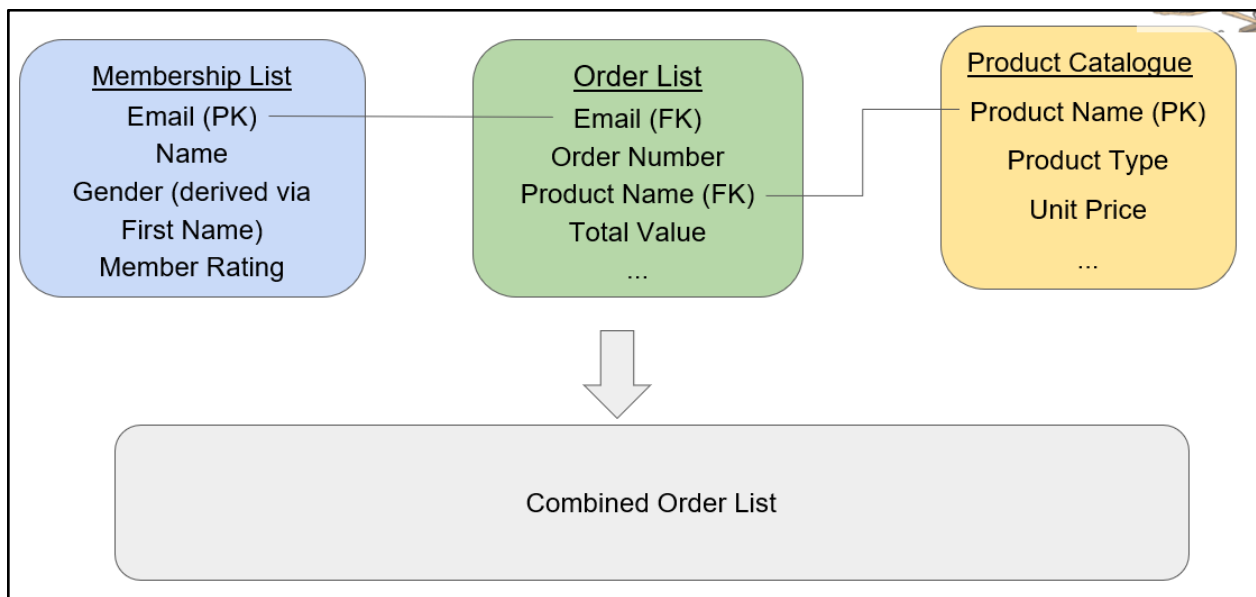 Membership List
Email (PK)
Name
Gender (derived via
First Name)
Member Rating
Order List
Email (FK)
Order Number
Product Name (FK)
Total Value
...
Product Catalogue
Product Name (PK)
Product Type
Unit Price
...
Combined Order List